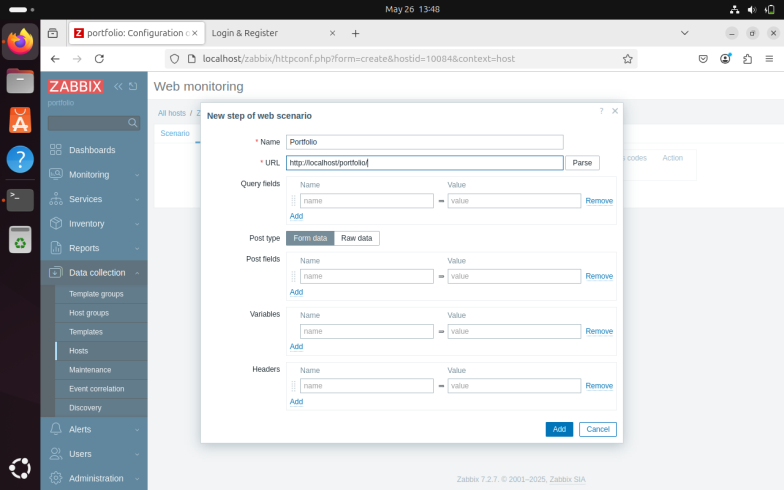 May 26 13:48
Z portfolio: Configuration o
Login & Register
localhost/zabbix/httpconf.php?form=create&hostid=10084&context=host
ZABBIX
portfolio
Dashboards
Monitoring
Services
Inventory
Reports
Data collection
Template groups
Host groups
Templates
Hosts
Maintenance
Event correlation
Discovery
Alerts
Users
Administration
Web monitoring
All hosts / Z
Scenario
s codes Action
New step of web scenario
* Name Portfolio
* URL http://localhost/portfolio/ Parse
Query fields Name Value
name value Remove
Add
Post type Form data Raw data
Post fields Name Value
name value Remove
Add
Variables Name Value
name value Remove
Add
Headers Name Value
name value Remove
Add
Add Cancel
Zabbix 7.2.7. © 2001–2025, Zabbix SIA